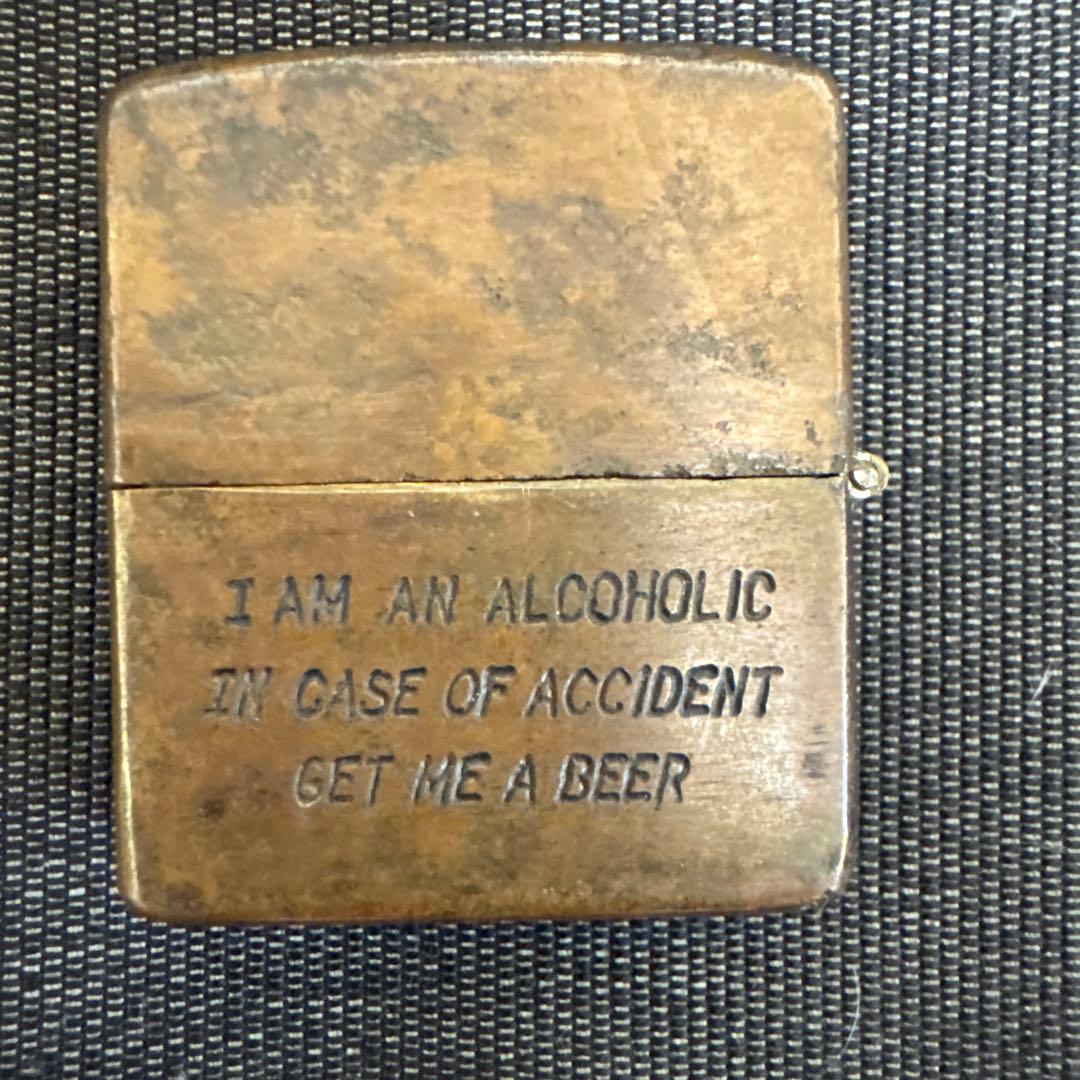 I AM AN ALCOHOLIC
IN CASE OF ACCIDENT
GET ME A BEER